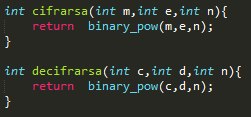 int cifrarsa(int m,int e,int n){
return binary_pow(m,e,n);
}
int decifrarsa(int c,int d,int n){
return binary_pow(c,d,n);
}